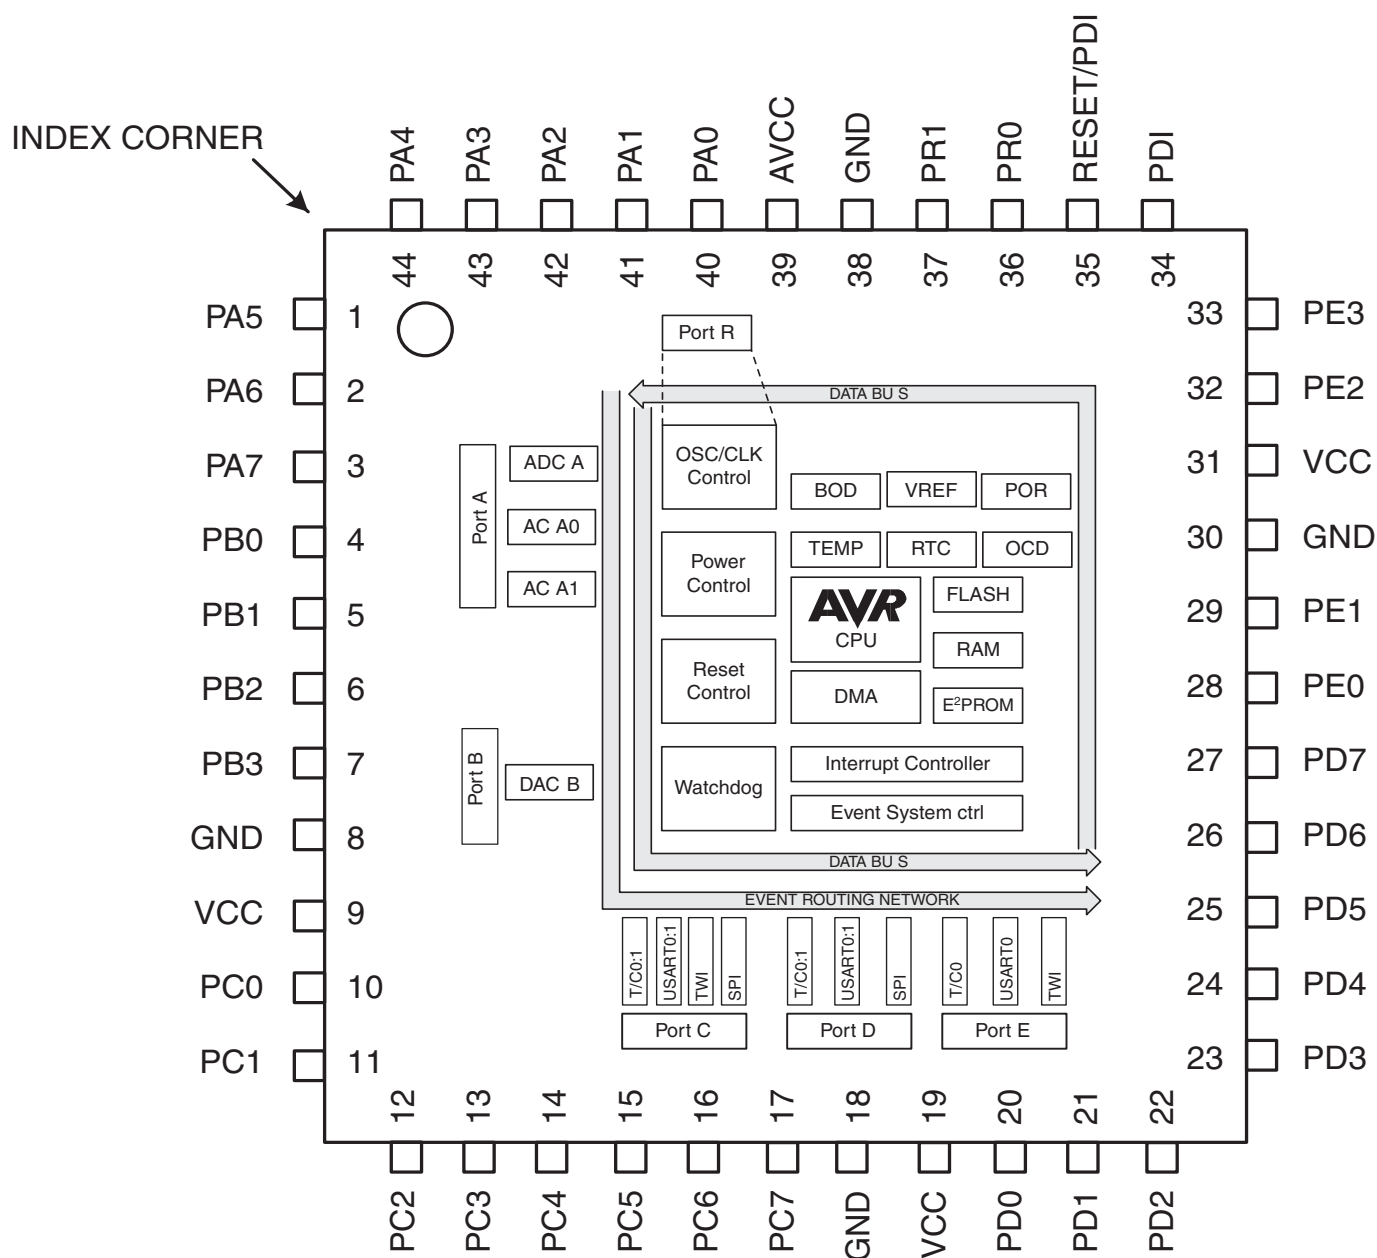 INDEX CORNER
PA4
PA3
PA2
PA1
PA0
AVCC
GND
PR1
PR0
RESET/PDI
PDI
44
43
42
41
40
39
38
37
36
35
34
PA5
1
PA6
2
PA7
3
PB0
4
PB1
5
PB2
6
PB3
7
GND
8
VCC
9
PC0
10
PC1
11
33
PE3
32
PE2
31
VCC
30
GND
29
PE1
28
PE0
27
PD7
26
PD6
25
PD5
24
PD4
23
PD3
Port R
DATA BU S
OSC/CLK
Control
BOD
VREF
POR
Port A
ADC A
AC A0
AC A1
Power
Control
TEMP
RTC
OCD
AVR
CPU
FLASH
RAM
Reset
Control
DMA
E²PROM
Port B
DAC B
Watchdog
Interrupt Controller
Event System ctrl
DATA BU S
EVENT ROUTING NETWORK
T/C0:1
USART0:1
TWI
SPI
T/C0:1
USART0:1
SPI
T/C0
USART0
TWI
Port C
Port D
Port E
12
13
14
15
16
17
18
19
20
21
22
PC2
PC3
PC4
PC5
PC6
PC7
GND
VCC
PD0
PD1
PD2